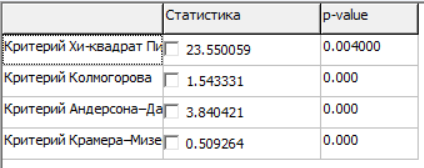 Статистика p-value
Критерий Хи-квадрат Пи 23.550059 0.004000
Критерий Колмогорова 1.543331 0.000
Критерий Андерсона–Да 3.840421 0.000
Критерий Крамера–Мизе 0.509264 0.000